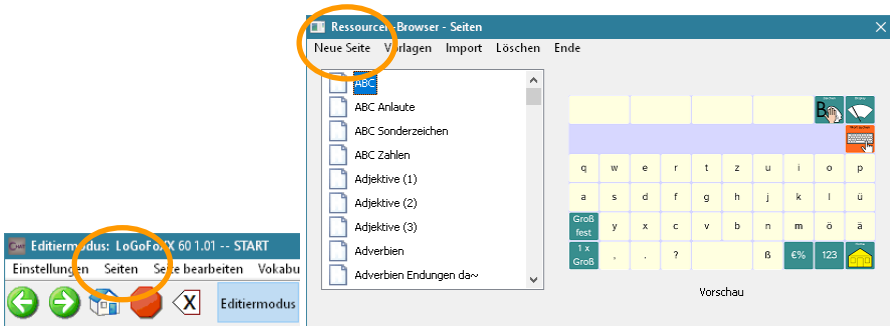 Ressourcen-Browser - Seiten
Neue Seite Vorlagen Import Löschen Ende
ABC
ABC Anlaute
ABC Sonderzeichen
ABC Zahlen
Adjektive (1)
Adjektive (2)
Adjektive (3)
Adverbien
Adverbien Endungen da~
B
q w e r t z u i o p
a s d f g h j k l ü
Groß fest y x c v b n m ö ä
1 x Groß , . ? ß €% 123
Vorschau
Editiermodus: LoGoFoXX 60 1.01 -- START
Einstellungen Seiten Seite bearbeiten Vokabu
X Editiermodus